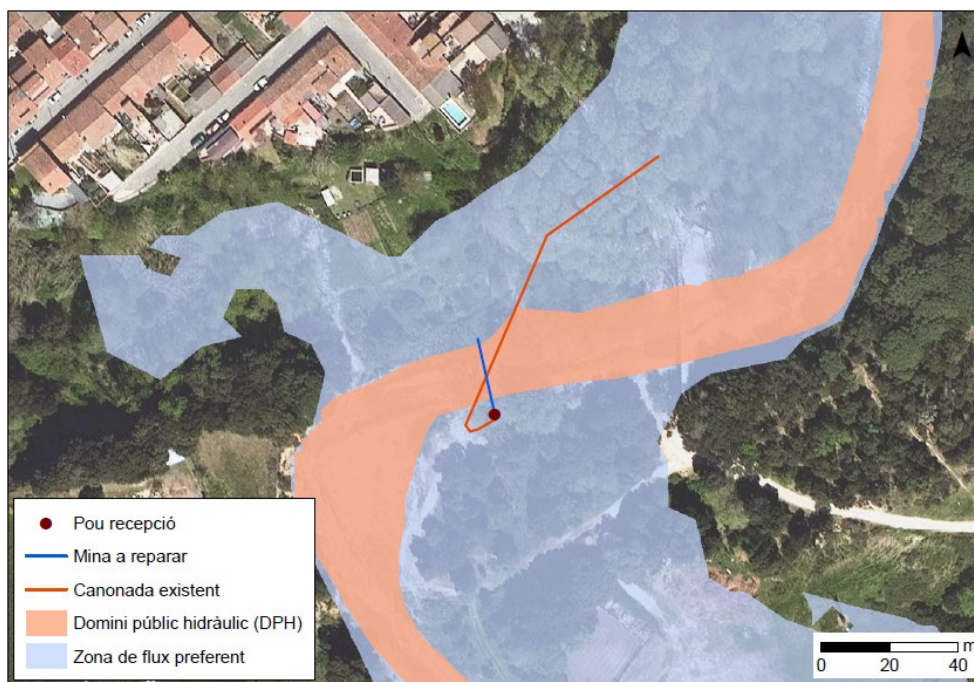 Pou recepció
Mina a reparar
Canonada existent
Domini públic hidràulic (DPH)
Zona de flux preferent
m
0 20 40